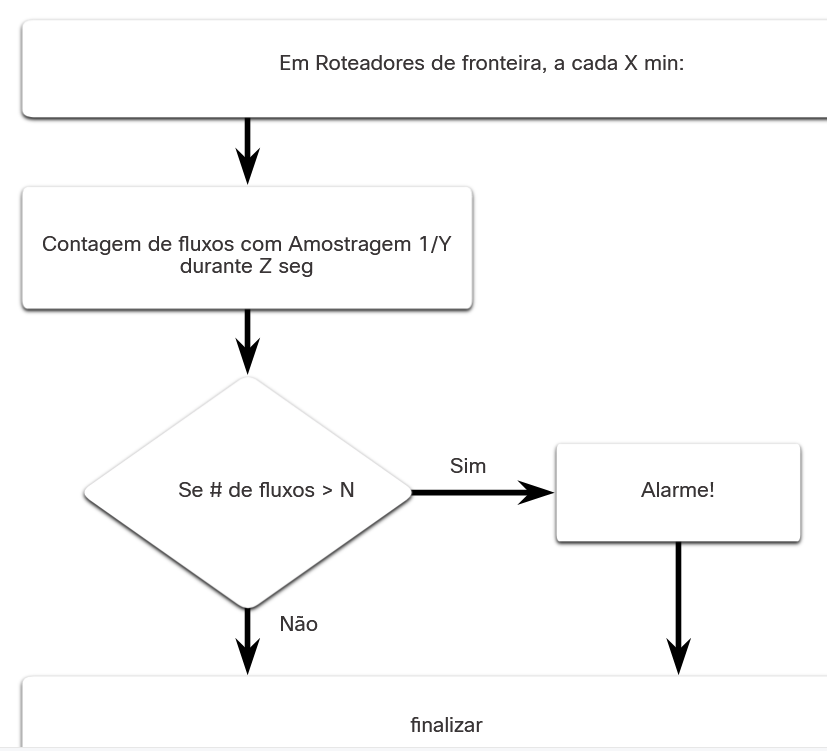 Em Roteadores de fronteira, a cada X min:
Contagem de fluxos com Amostragem 1/Y
durante Z seg
Se # de fluxos > N
Sim
Alarme!
Não
finalizar